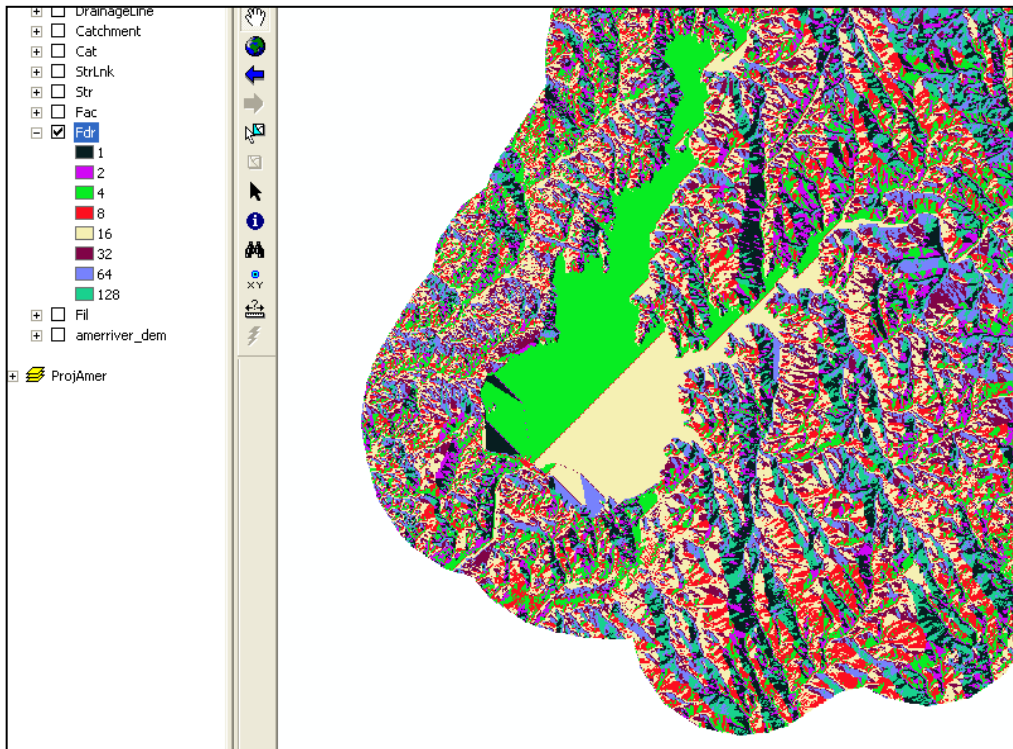 DrainageLine
Catchment
Cat
StrLnk
Str
Fac
Fdr
1
2
4
8
16
32
64
128
Fil
amerriver_dem
ProjAmer
XY
?